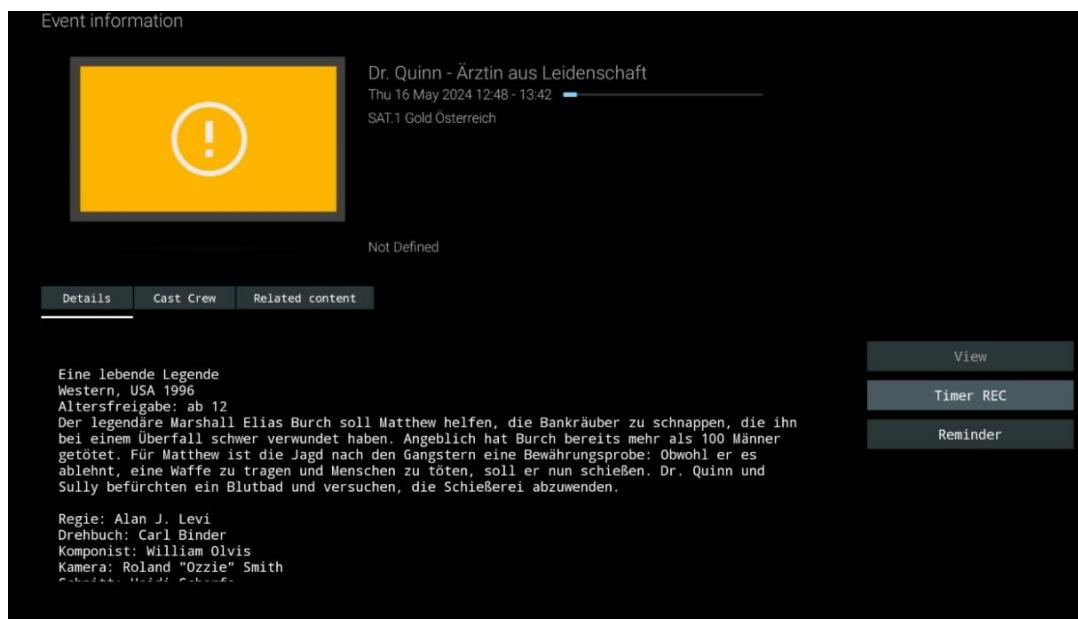 Event information
Dr. Quinn - Ärztin aus Leidenschaft
Thu 16 May 2024 12:48 - 13:42
SAT.1 Gold Österreich
Not Defined
Details Cast Crew Related content
View
Timer REC
Reminder
Eine lebende Legende
Western, USA 1996
Altersfreigabe: ab 12
Der legendäre Marshall Elias Burch soll Matthew helfen, die Bankräuber zu schnappen, die ihn
bei einem Überfall schwer verwundet haben. Angeblich hat Burch bereits mehr als 100 Männer
getötet. Für Matthew ist die Jagd nach den Gangstern eine Bewährungsprobe: Obwohl er es
ablehnt, eine Waffe zu tragen und Menschen zu töten, soll er nun schießen. Dr. Quinn und
Sully befürchten ein Blutbad und versuchen, die Schießerei abzuwenden.
Regie: Alan J. Levi
Drehbuch: Carl Binder
Komponist: William Olvis
Kamera: Roland "Ozzie" Smith